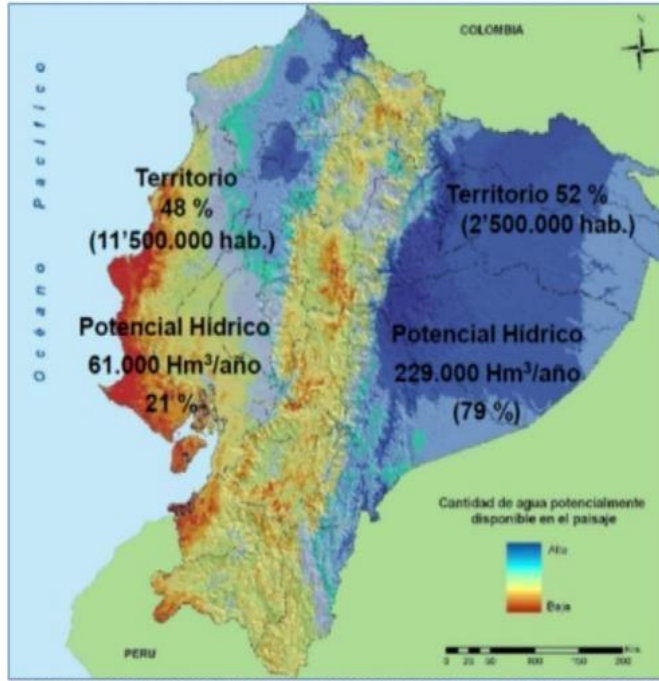 COLOMBIA
Océano Pacífico
Territorio
48 %
(11'500.000 hab.)
Territorio 52 %
(2'500.000 hab.)
Potencial Hídrico
61.000 Hm³/año
21 %
Potencial Hídrico
229.000 Hm³/año
(79 %)
Cantidad de agua potencialmente
disponible en el paisaje
Alta
Baja
PERU
Km.
0 25 50 100 150 200